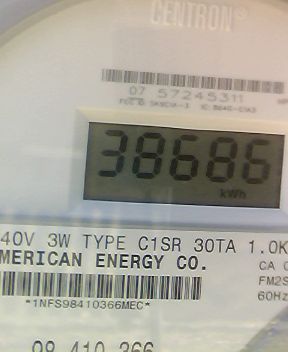 CENTRON®
07 57245311
38686
kWh
40V 3W TYPE C1SR 30TA 1.0K
MERICAN ENERGY CO.
CA 0
FM2S
60Hz
*1NFS98410366MEC*
98 410 366